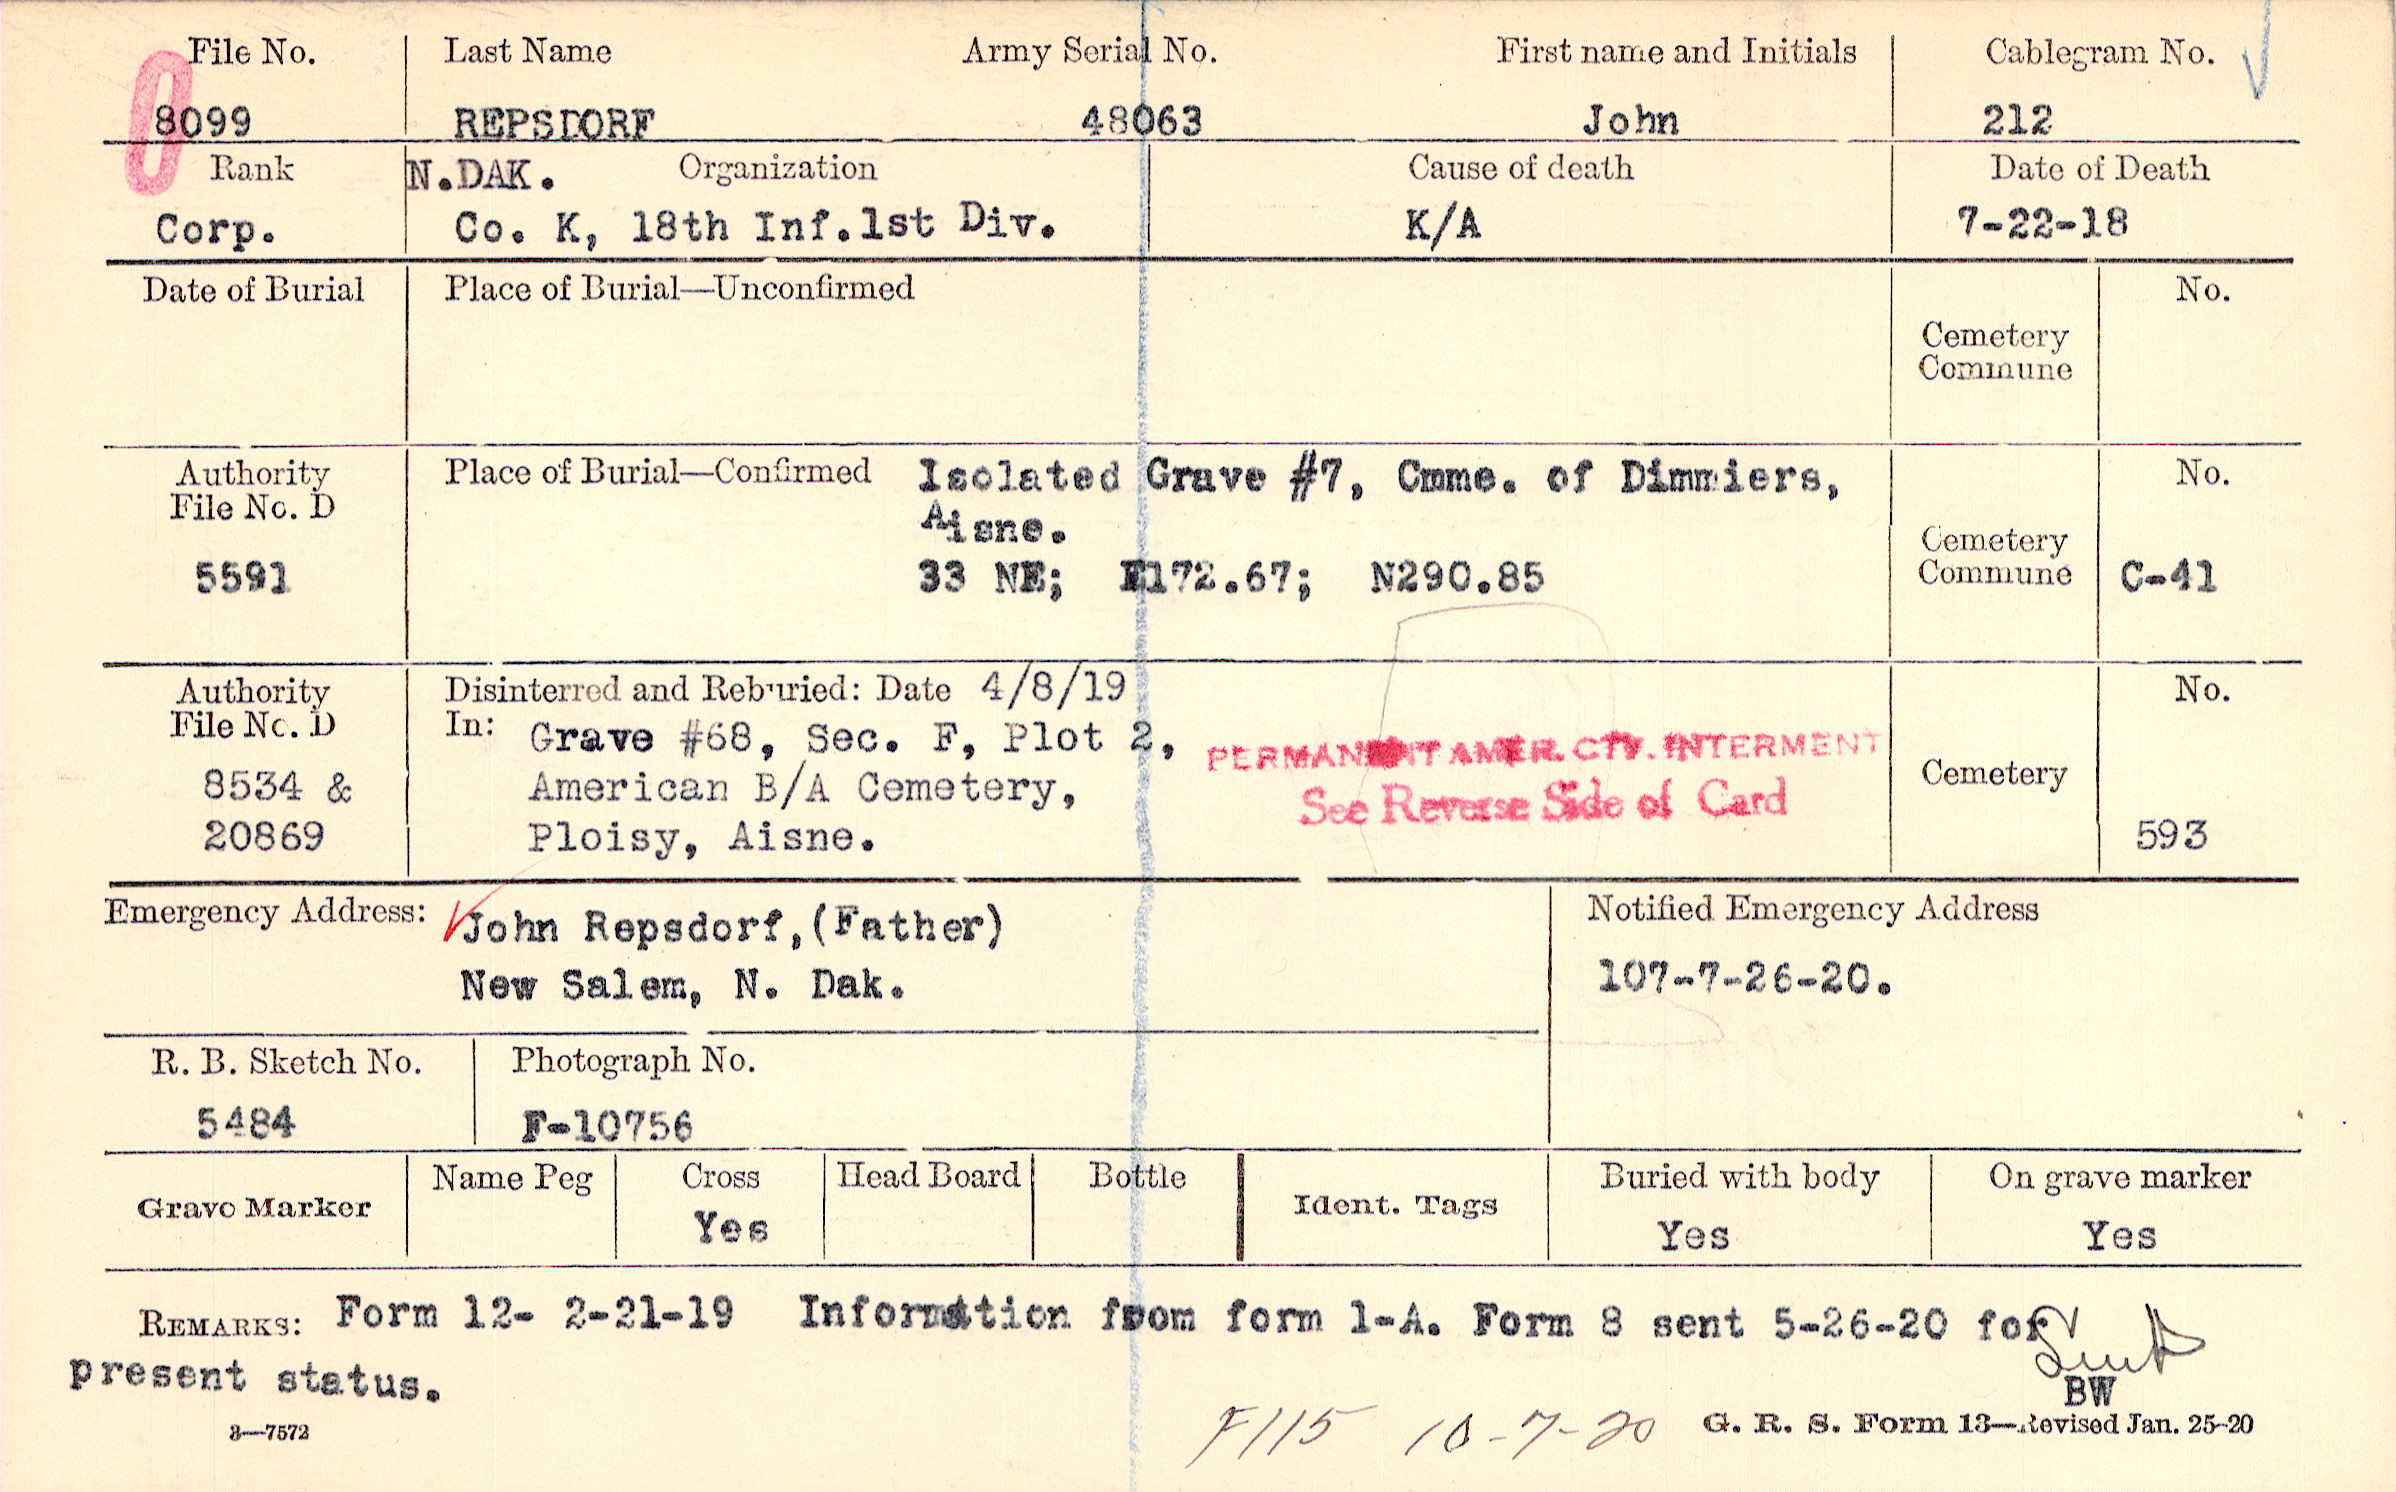 File No. Last Name Army Serial No. First name and Initials Cablegram No.
8099 REPSDORF 48063 John 212
Rank N.DAK. Organization Cause of death Date of Death
Corp. Co. K, 18th Inf. 1st Div. K/A 7-22-18
Date of Burial Place of Burial—Unconfirmed No.
Cemetery
Commune
Authority Place of Burial—Confirmed Isolated Grave #7, Cmme. of Dimmiers, No.
File No. D Aisne.
Cemetery
5591 33 NE; E172.67; N290.85 Commune C-41
Authority Disinterred and Reburied: Date 4/8/19 No.
File No. D In: Grave #68, Sec. F, Plot 2,
PERMANENT AMER. CTY. INTERMENT
8534 & American B/A Cemetery, See Reverse Side of Card Cemetery
20869 Ploisy, Aisne. 593
Emergency Address: John Repsdorf, (Father) Notified Emergency Address
New Salem, N. Dak. 107-7-26-20.
R. B. Sketch No. Photograph No.
5484 F-10756
Grave Marker Name Peg Cross Head Board Bottle Ident. Tags Buried with body On grave marker
Yes Yes Yes
REMARKS: Form 12- 2-21-19 Information from form 1-A. Form 8 sent 5-26-20 for
present status.
BW
3—7572 F115 10-7-20 G. R. S. Form 13—Revised Jan. 25-20